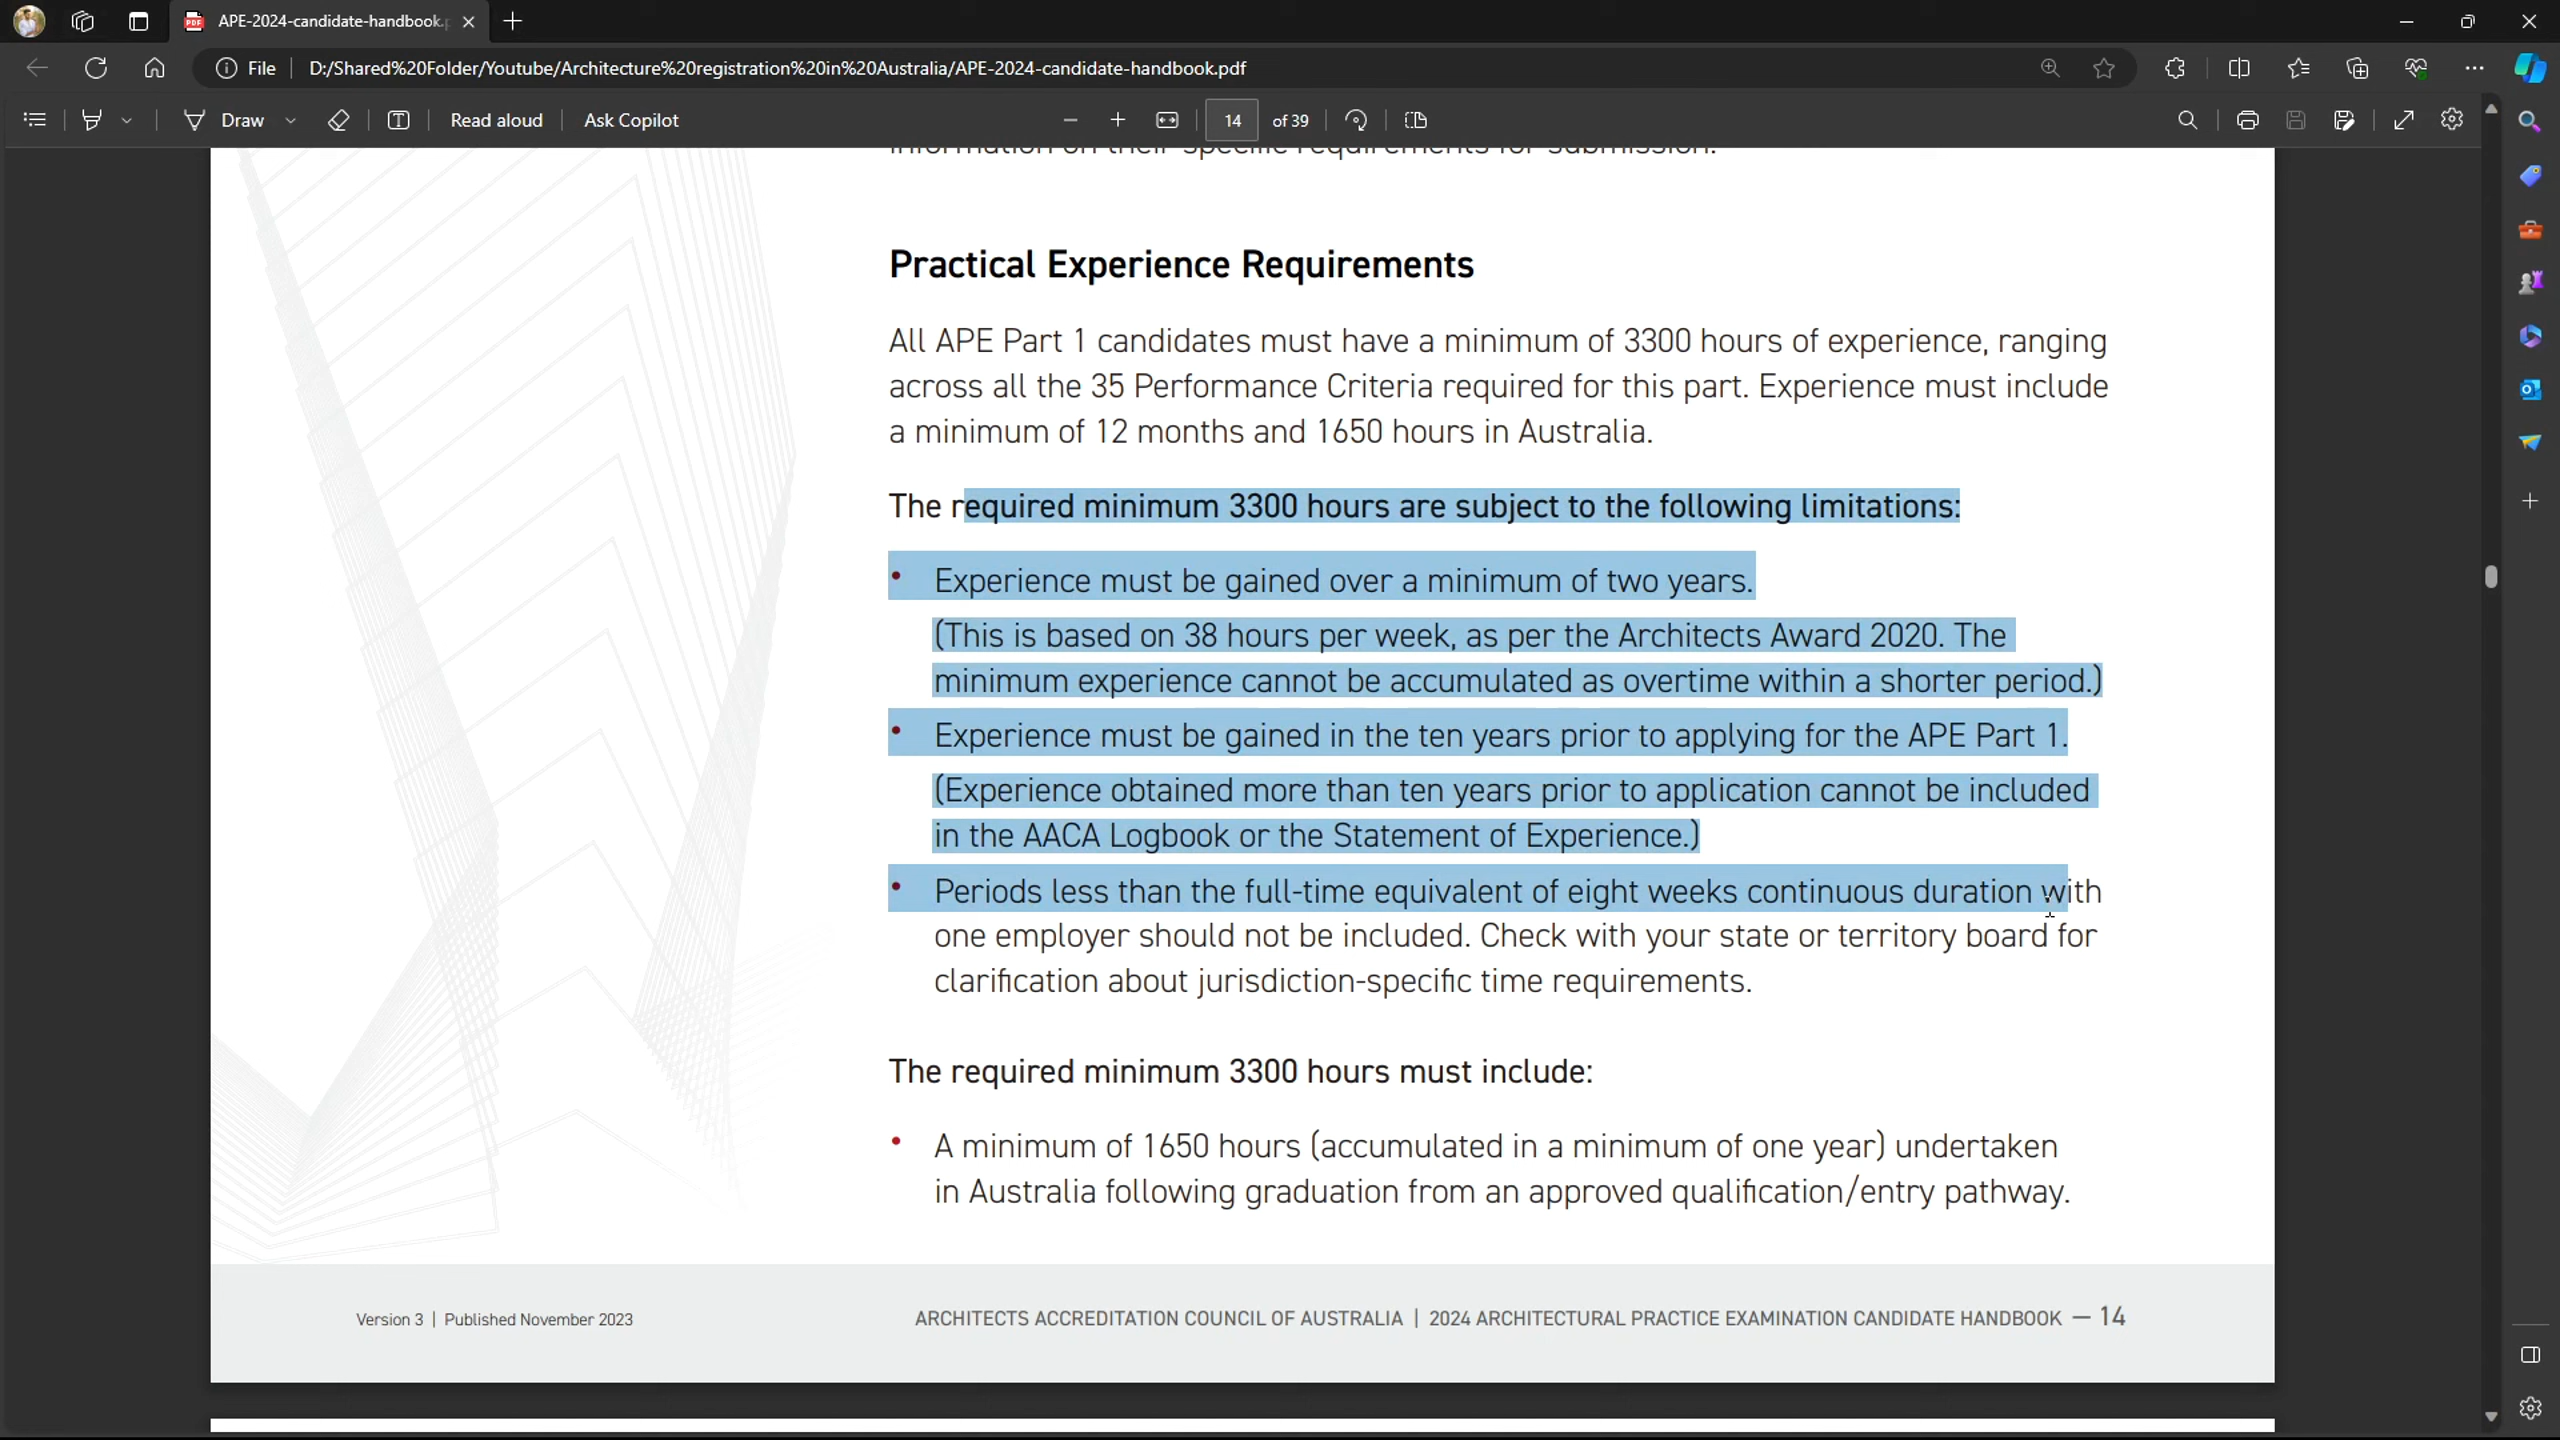 APE-2024-candidate-handbook.p
File
D:/Shared%20Folder/Youtube/Architecture%20registration%20in%20Australia/APE-2024-candidate-handbook.pdf
Draw
Read aloud
Ask Copilot
14
of 39
information on their specific requirements for submission.
Practical Experience Requirements
All APE Part 1 candidates must have a minimum of 3300 hours of experience, ranging
across all the 35 Performance Criteria required for this part. Experience must include
a minimum of 12 months and 1650 hours in Australia.
The required minimum 3300 hours are subject to the following limitations:
• Experience must be gained over a minimum of two years.
(This is based on 38 hours per week, as per the Architects Award 2020. The
minimum experience cannot be accumulated as overtime within a shorter period.)
• Experience must be gained in the ten years prior to applying for the APE Part 1.
(Experience obtained more than ten years prior to application cannot be included
in the AACA Logbook or the Statement of Experience.)
• Periods less than the full-time equivalent of eight weeks continuous duration with
one employer should not be included. Check with your state or territory board for
clarification about jurisdiction-specific time requirements.
The required minimum 3300 hours must include:
• A minimum of 1650 hours (accumulated in a minimum of one year) undertaken
in Australia following graduation from an approved qualification/entry pathway.
Version 3 | Published November 2023
ARCHITECTS ACCREDITATION COUNCIL OF AUSTRALIA | 2024 ARCHITECTURAL PRACTICE EXAMINATION CANDIDATE HANDBOOK — 14